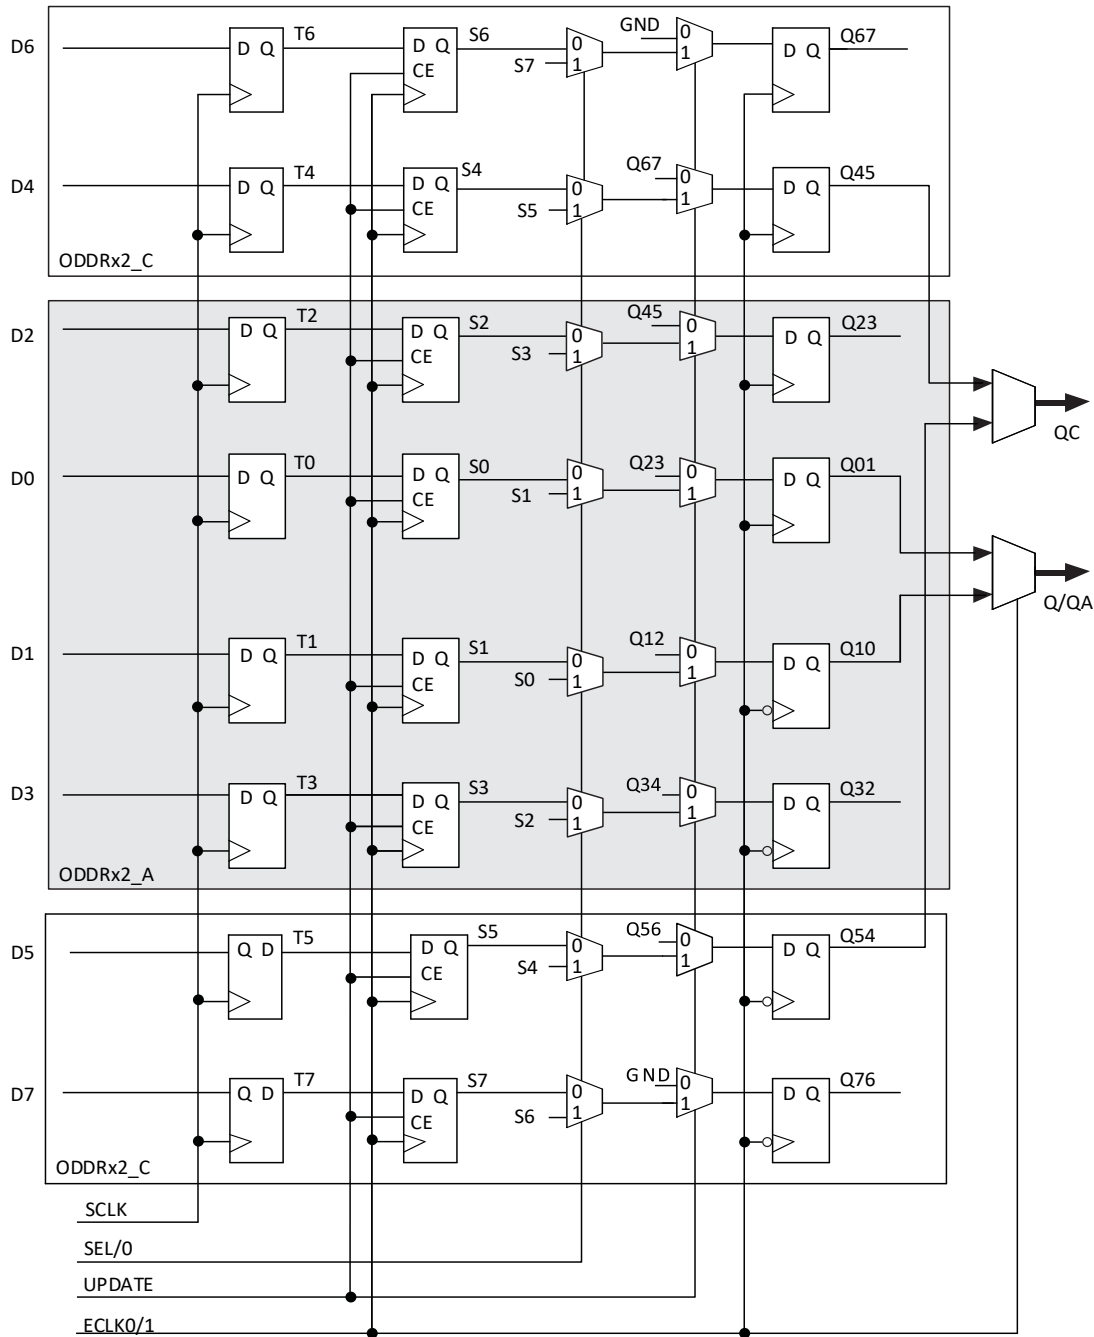 GND
D6 D Q T6 D Q S6 0 D Q Q67
CE S7 1 0 1
D4 D Q T4 D Q S4 0 Q67 0 D Q Q45
CE S5 1 1
ODDRx2_C
D2 D Q T2 D Q S2 0 Q45 0 D Q Q23
CE S3 1 1
QC
D0 D Q T0 D Q S0 0 Q23 0 D Q Q01
CE S1 1 1
Q/QA
D1 D Q T1 D Q S1 0 Q12 0 D Q Q10
CE S0 1 1
D3 D Q T3 D Q S3 0 Q34 0 D Q Q32
CE S2 1 1
ODDRx2_A
D5 Q D T5 D Q S5 0 Q56 0 D Q Q54
CE S4 1 1
D7 Q D T7 D Q S7 0 GND 0 D Q Q76
CE S6 1 1
ODDRx2_C
SCLK
SEL/0
UPDATE
ECLK0/1